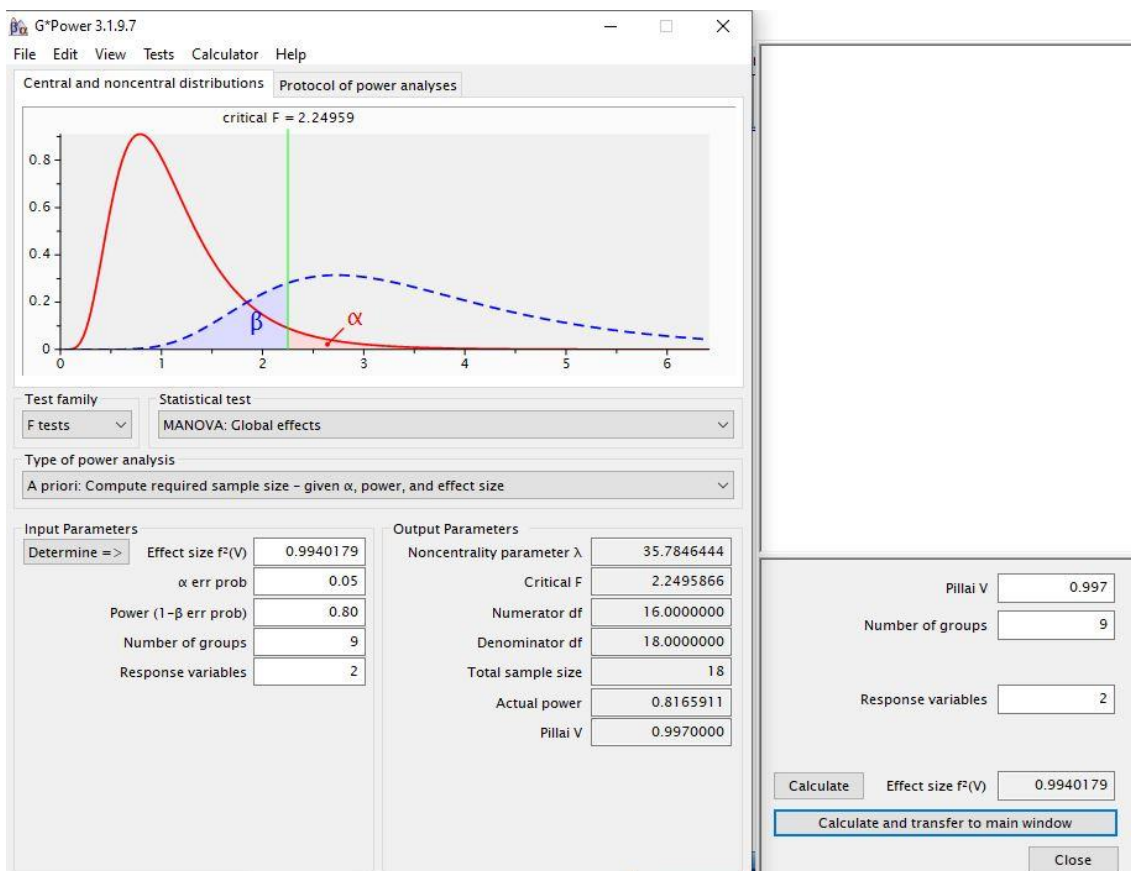 G*Power 3.1.9.7
File Edit View Tests Calculator Help
Central and noncentral distributions Protocol of power analyses
critical F = 2.24959
0.8
0.6
0.4
0.2
0
β
α
0 1 2 3 4 5 6
Test family Statistical test
F tests MANOVA: Global effects
Type of power analysis
A priori: Compute required sample size – given α, power, and effect size
Input Parameters Output Parameters
Determine => Effect size f²(V) 0.9940179 Noncentrality parameter λ 35.7846444
α err prob 0.05 Critical F 2.2495866
Power (1-β err prob) 0.80 Numerator df 16.0000000
Number of groups 9 Denominator df 18.0000000
Response variables 2 Total sample size 18
Actual power 0.8165911
Pillai V 0.9970000
Pillai V 0.997
Number of groups 9
Response variables 2
Calculate Effect size f²(V) 0.9940179
Calculate and transfer to main window
Close